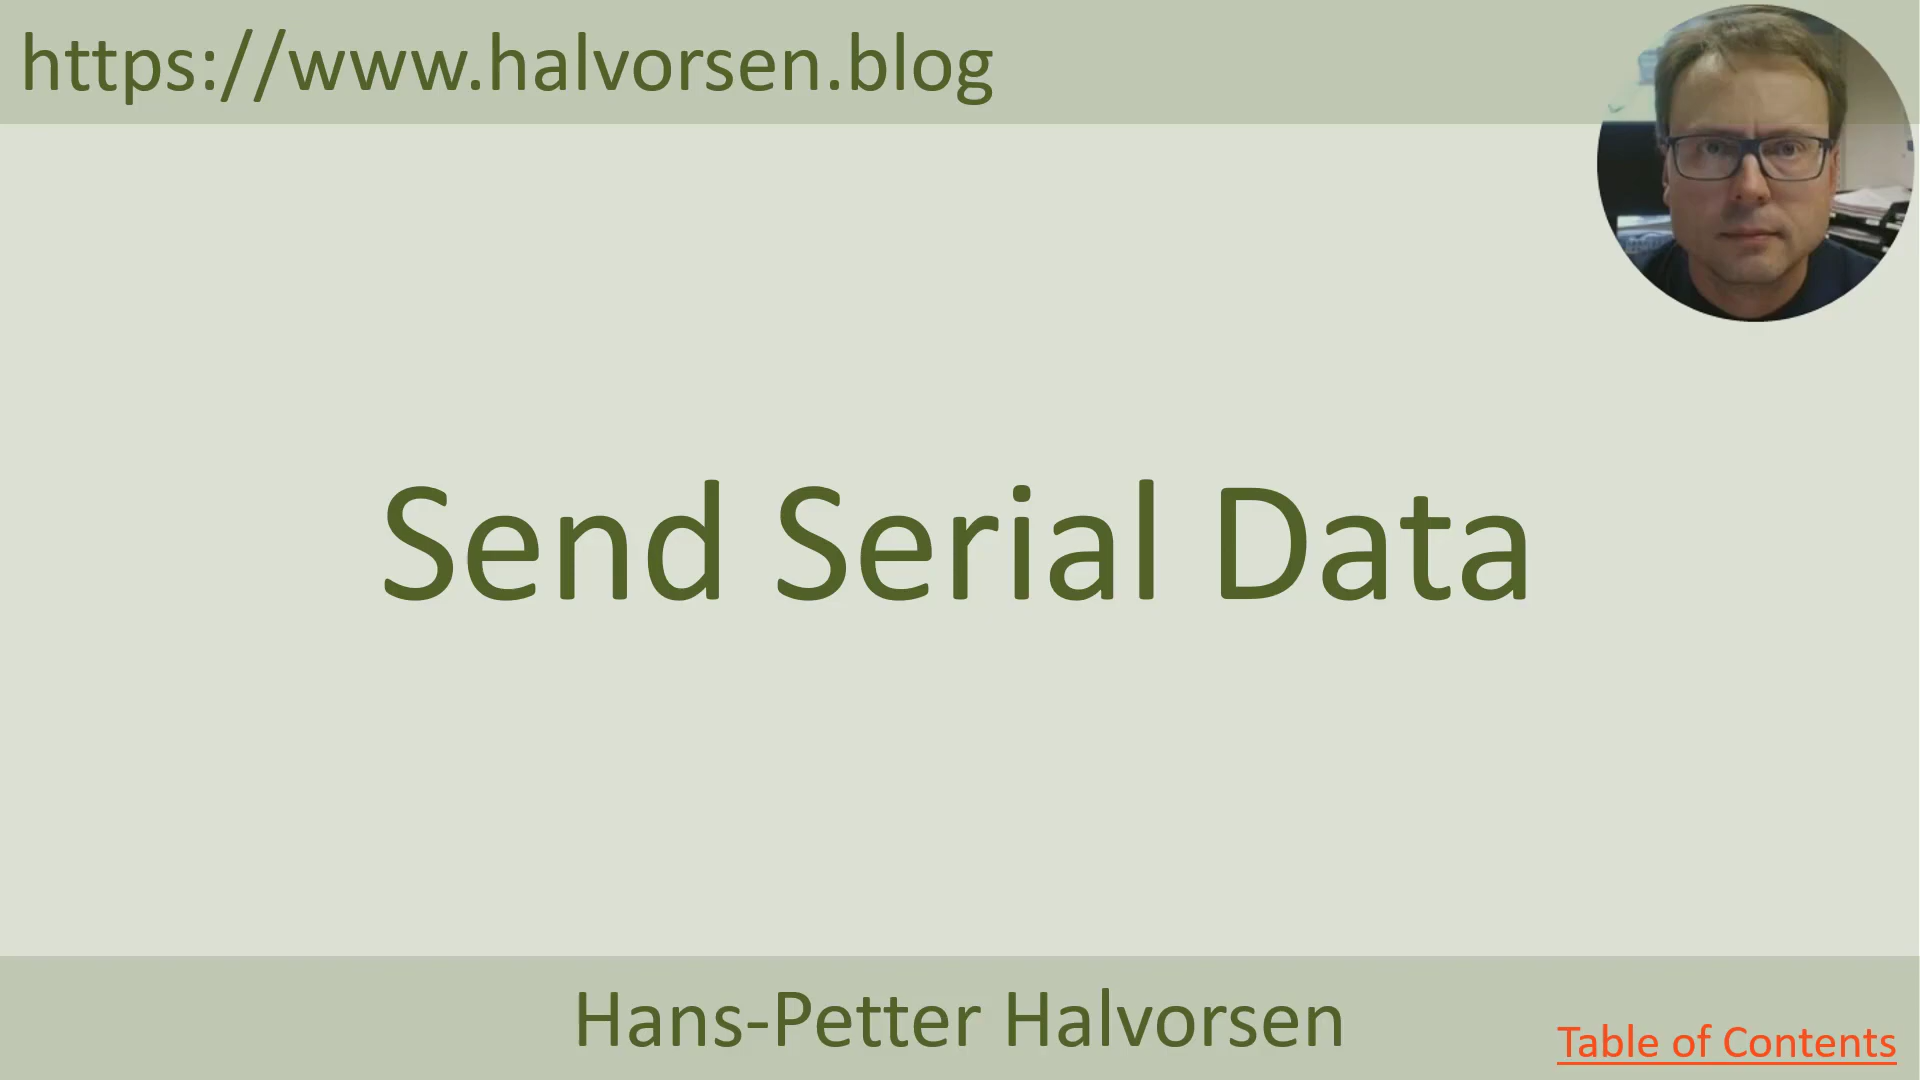 https://www.halvorsen.blog
Send Serial Data
Hans-Petter Halvorsen
Table of Contents